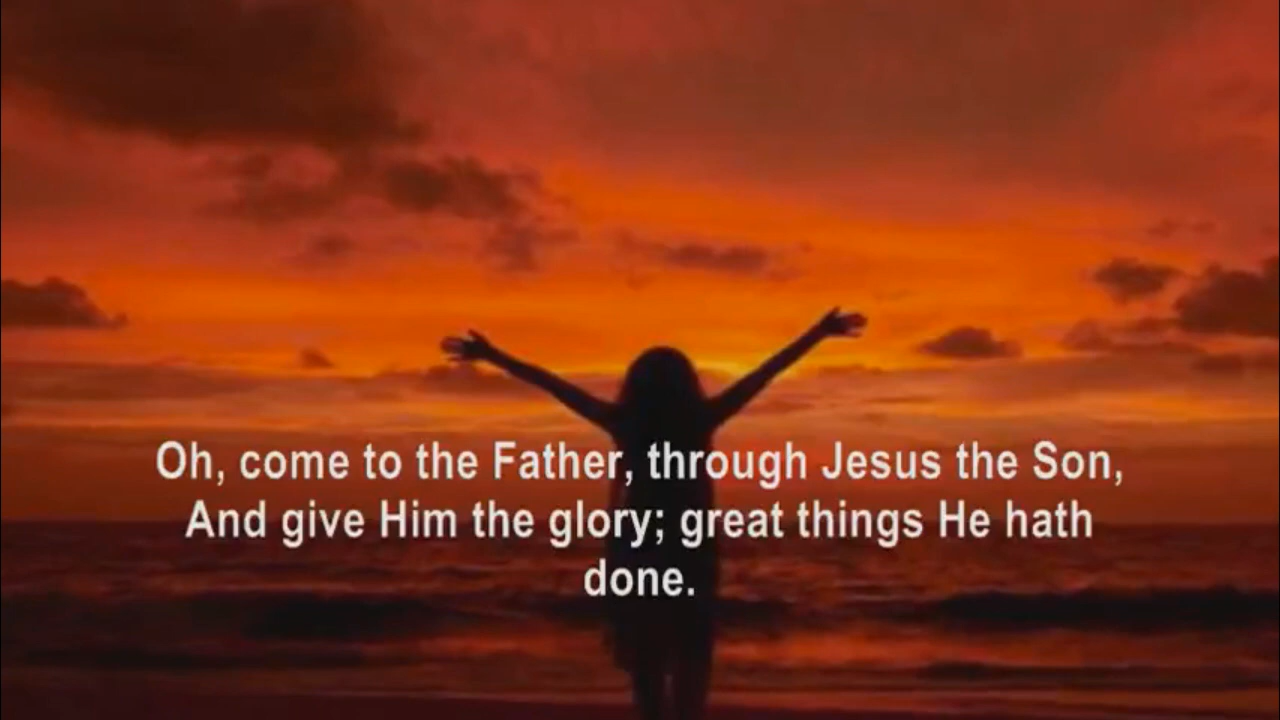 Oh, come to the Father, through Jesus the Son,
And give Him the glory; great things He hath
done.